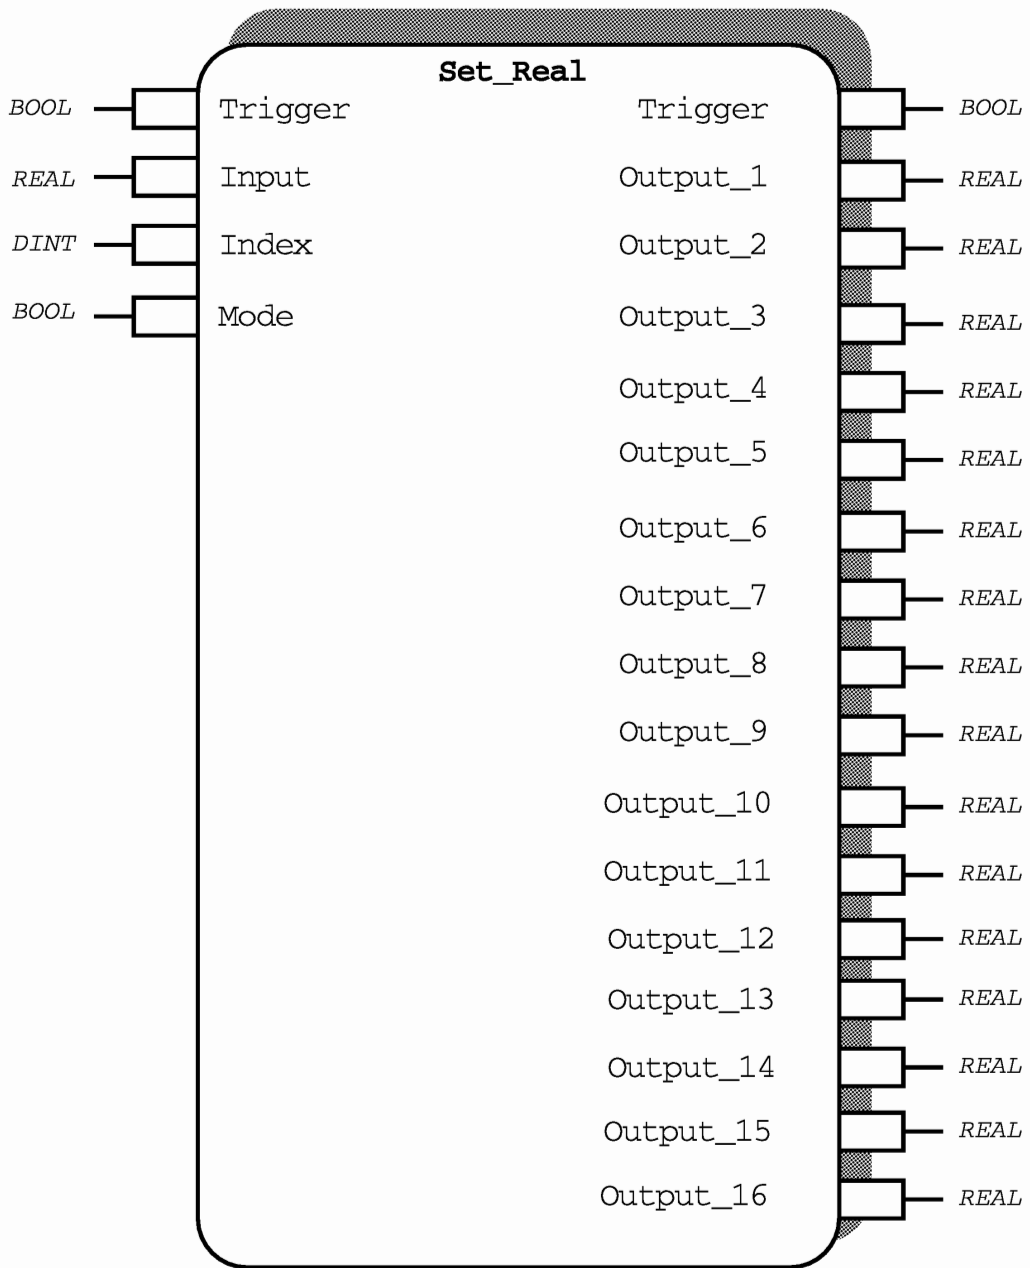 Set_Real
BOOL Trigger Trigger BOOL
REAL Input Output_1 REAL
DINT Index Output_2 REAL
BOOL Mode Output_3 REAL
Output_4 REAL
Output_5 REAL
Output_6 REAL
Output_7 REAL
Output_8 REAL
Output_9 REAL
Output_10 REAL
Output_11 REAL
Output_12 REAL
Output_13 REAL
Output_14 REAL
Output_15 REAL
Output_16 REAL